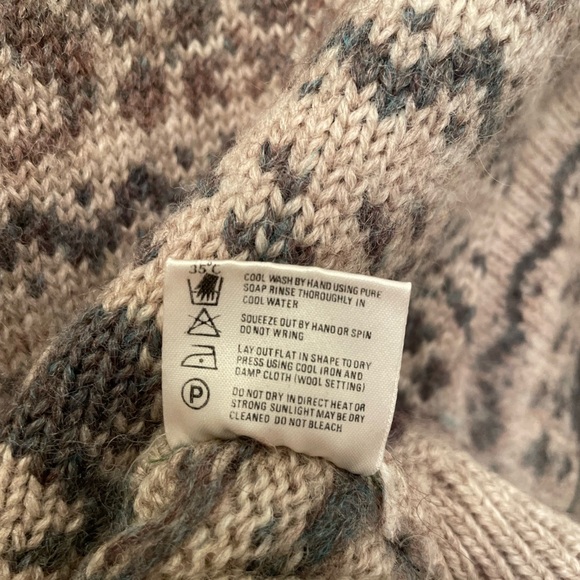 35°C
COOL WASH BY HAND USING PURE
SOAP RINSE THOROUGHLY IN
COOL WATER
SQUEEZE OUT BY HAND OR SPIN
DO NOT WRING
LAY OUT FLAT IN SHAPE TO DRY
PRESS USING COOL IRON AND
DAMP CLOTH (WOOL SETTING)
P
DO NOT DRY IN DIRECT HEAT OR
STRONG SUNLIGHT MAY BE DRY
CLEANED DO NOT BLEACH